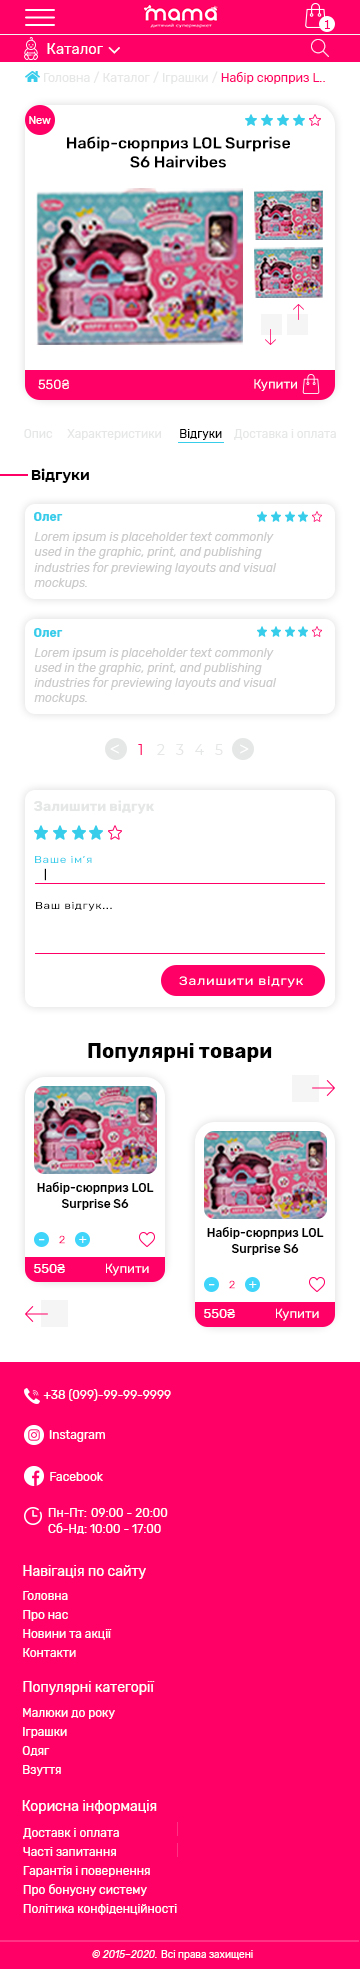 mama
дитячий супермаркет
1
Каталог
Головна / Каталог / Іграшки / Набір сюрприз L..
New
Набір-сюрприз LOL Surprise
S6 Hairvibes
HAPPY CASTLE
550₴
Купити
Опис Характеристики Відгуки Доставка і оплата
Відгуки
Олег
Lorem ipsum is placeholder text commonly
used in the graphic, print, and publishing
industries for previewing layouts and visual
mockups.
Олег
Lorem ipsum is placeholder text commonly
used in the graphic, print, and publishing
industries for previewing layouts and visual
mockups.
< 1 2 3 4 5 >
Залишити відгук
Ваше ім'я
Ваш відгук...
Залишити відгук
Популярні товари
Набір-сюрприз LOL
Surprise S6
- 2 +
550₴ Купити
Набір-сюрприз LOL
Surprise S6
- 2 +
550₴ Купити
+38 (099)-99-99-9999
Instagram
Facebook
Пн-Пт: 09:00 - 20:00
Сб-Нд: 10:00 - 17:00
Навігація по сайту
Головна
Про нас
Новини та акції
Контакти
Популярні категорії
Малюки до року
Іграшки
Одяг
Взуття
Корисна інформація
Доставк і оплата
Часті запитання
Гарантія і повернення
Про бонусну систему
Політика конфіденційності
© 2015–2020. Всі права захищені